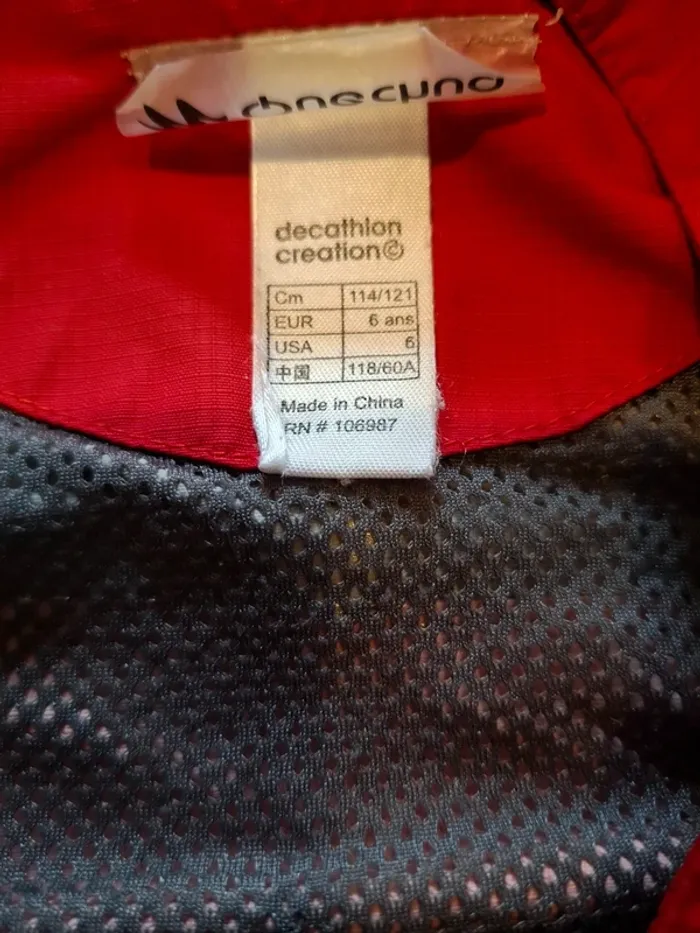 quechua
decathlon
creation©
Cm 114/121
EUR 6 ans
USA 6
中国 118/60A
Made in China
RN # 106987